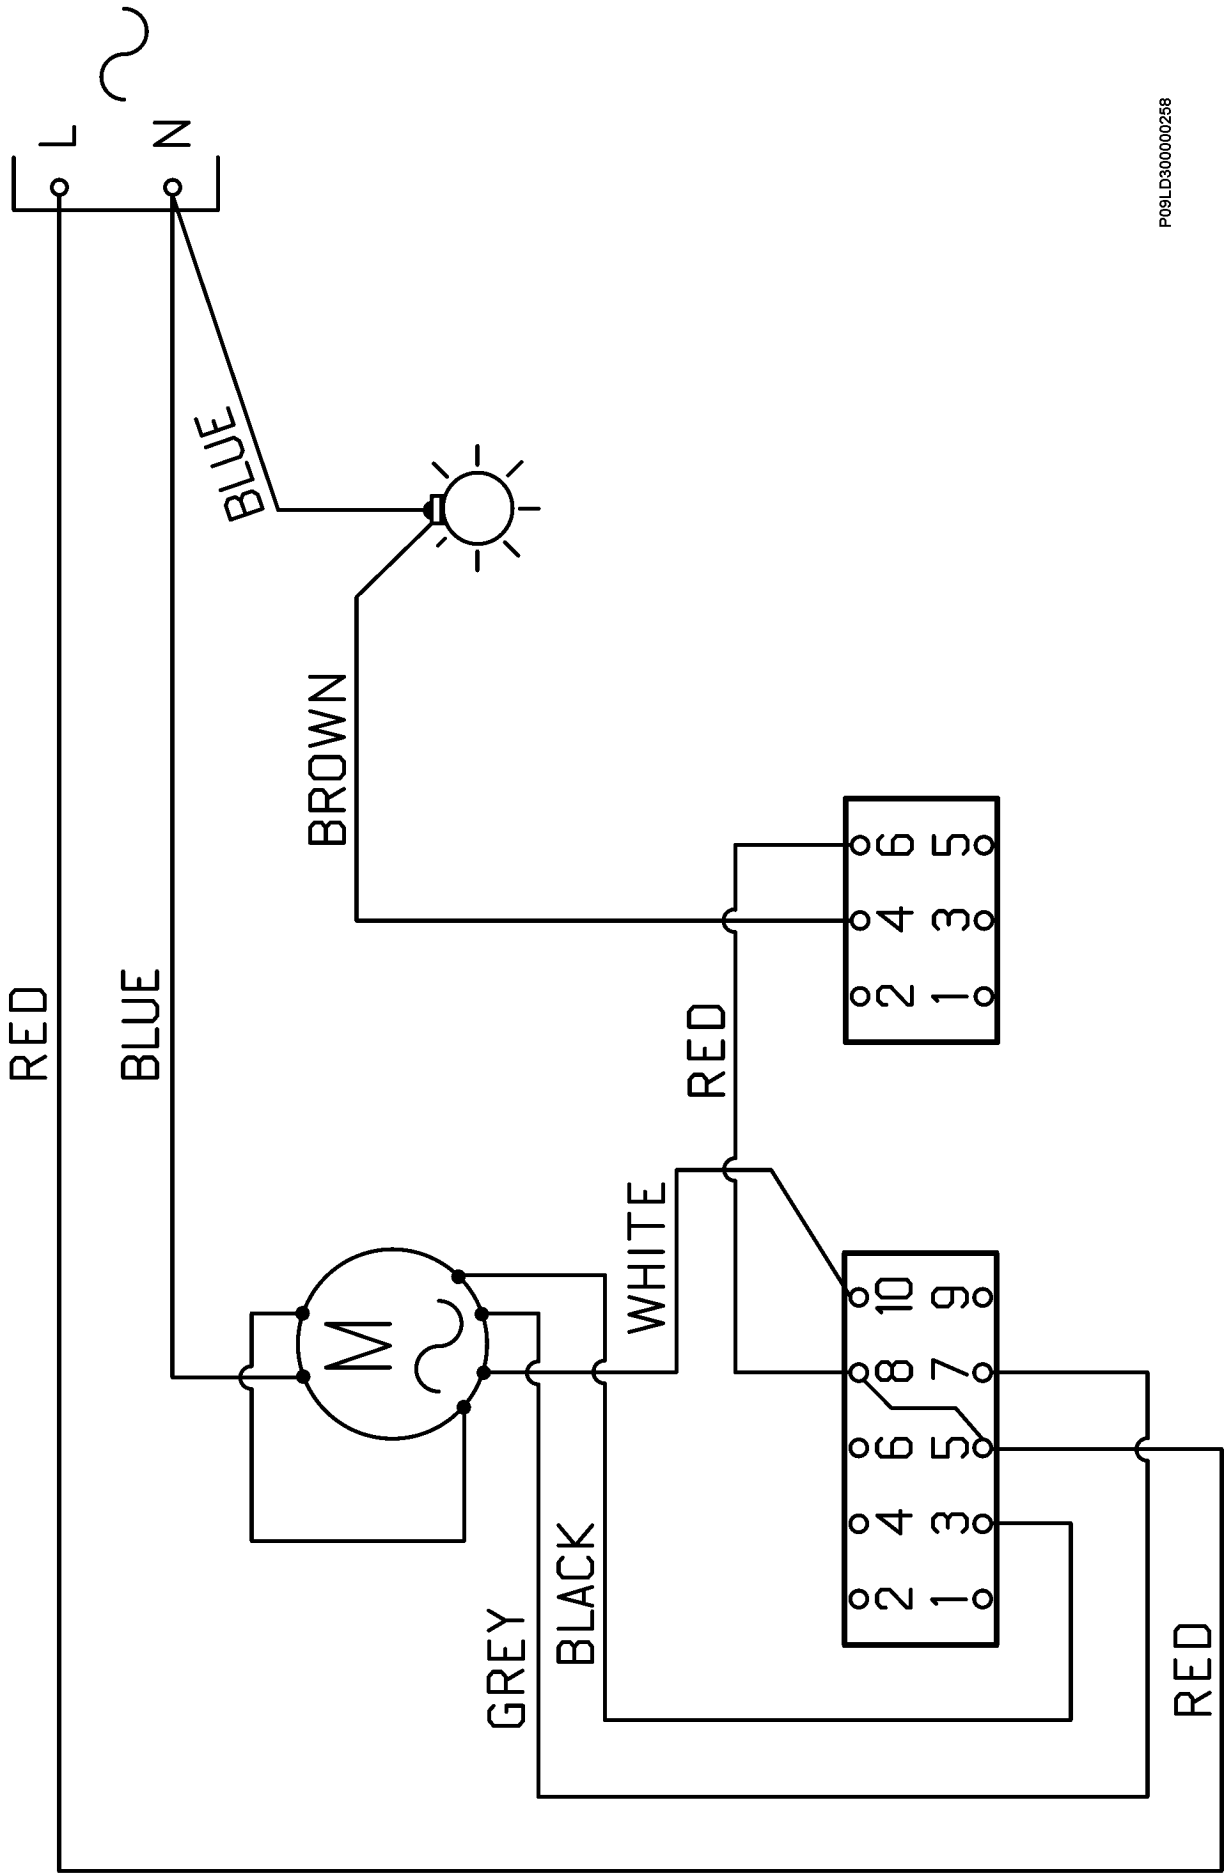 L
N
RED
BLUE
BLUE
BROWN
RED
WHITE
M
GREY
BLACK
RED
2 4 6 8 10
1 3 5 7 9
2 4 6
1 3 5
P09LD300000258